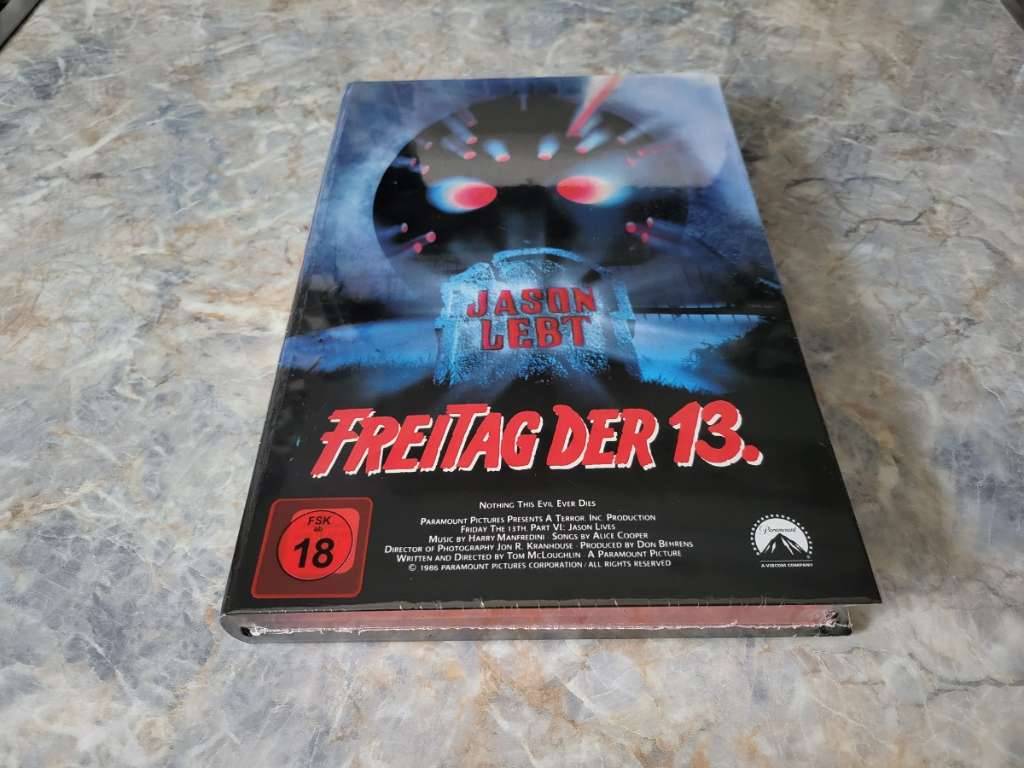 JASON
LEBT
FREITAG DER 13.
NOTHING THIS EVIL EVER DIES
PARAMOUNT PICTURES PRESENTS A TERROR, INC. PRODUCTION
FRIDAY THE 13TH, PART VI: JASON LIVES
MUSIC BY HARRY MANFREDINI · SONGS BY ALICE COOPER
DIRECTOR OF PHOTOGRAPHY JON R. KRANHOUSE · PRODUCED BY DON BEHRNS
WRITTEN AND DIRECTED BY TOM MCLOUGHLIN · A PARAMOUNT PICTURE
© 1986 PARAMOUNT PICTURES CORPORATION / ALL RIGHTS RESERVED
FSK
ab
18
Paramount
A VIACOM COMPANY